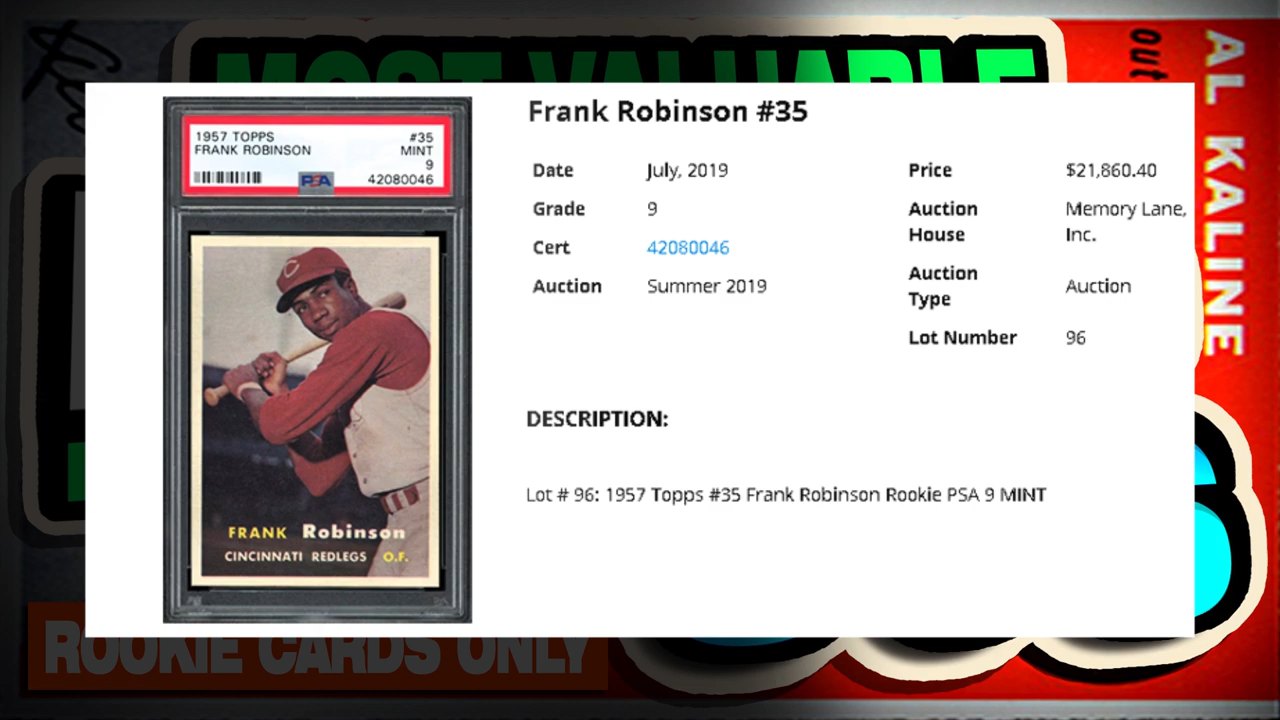 MOST VALUABLE
out
AL KALINE
1957 TOPPS #35
FRANK ROBINSON MINT
9
PSA 42080046
FRANK Robinson
CINCINNATI REDLEGS O.F.
Frank Robinson #35
Date July, 2019
Grade 9
Cert 42080046
Auction Summer 2019
Price $21,860.40
Auction Memory Lane,
House Inc.
Auction
Type Auction
Lot Number 96
DESCRIPTION:
Lot # 96: 1957 Topps #35 Frank Robinson Rookie PSA 9 MINT
ROOKIE CARDS ONLY